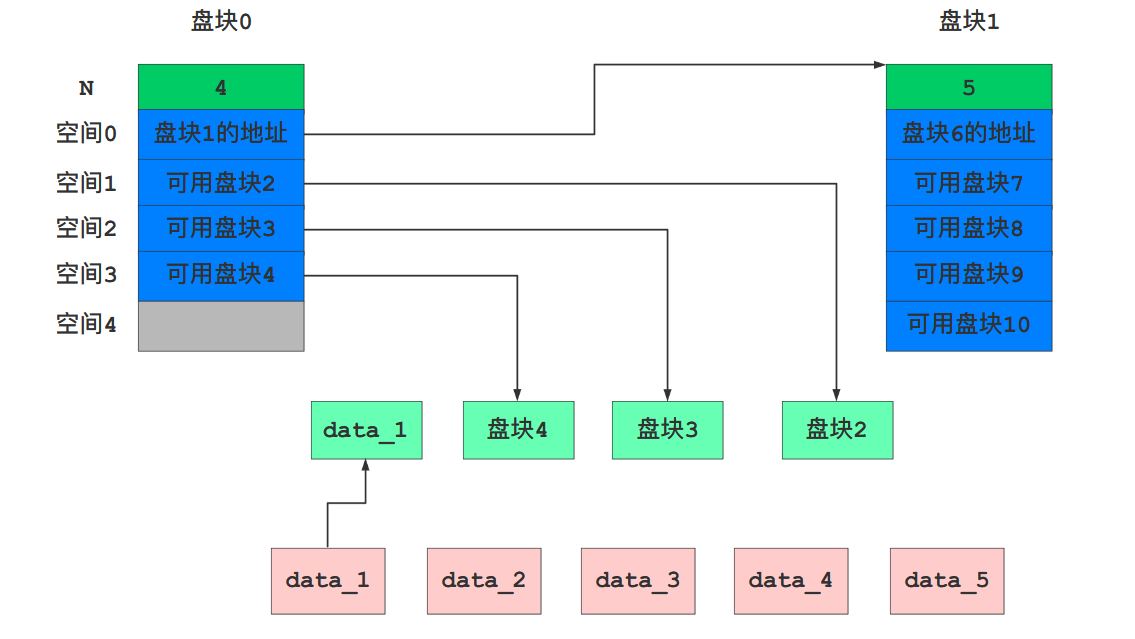 盘块0 盘块1
N 4 5
空间0 盘块1的地址 盘块6的地址
空间1 可用盘块2 可用盘块7
空间2 可用盘块3 可用盘块8
空间3 可用盘块4 可用盘块9
空间4 可用盘块10
data_1 盘块4 盘块3 盘块2
data_1 data_2 data_3 data_4 data_5